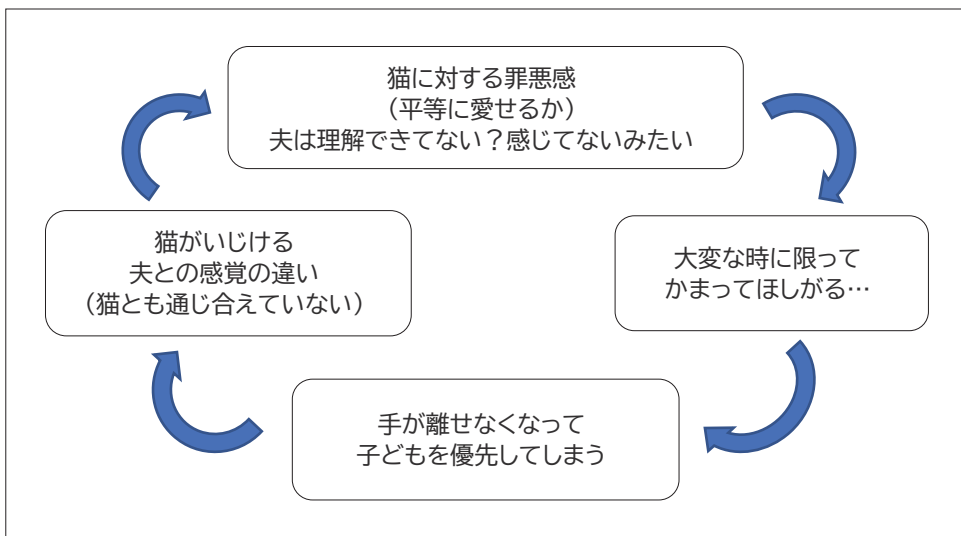 猫に対する罪悪感
（平等に愛せるか）
夫は理解できてない？感じてないみたい
大変な時に限って
かまってほしがる…
手が離せなくなって
子どもを優先してしまう
猫がいじける
夫との感覚の違い
（猫とも通じ合えていない）